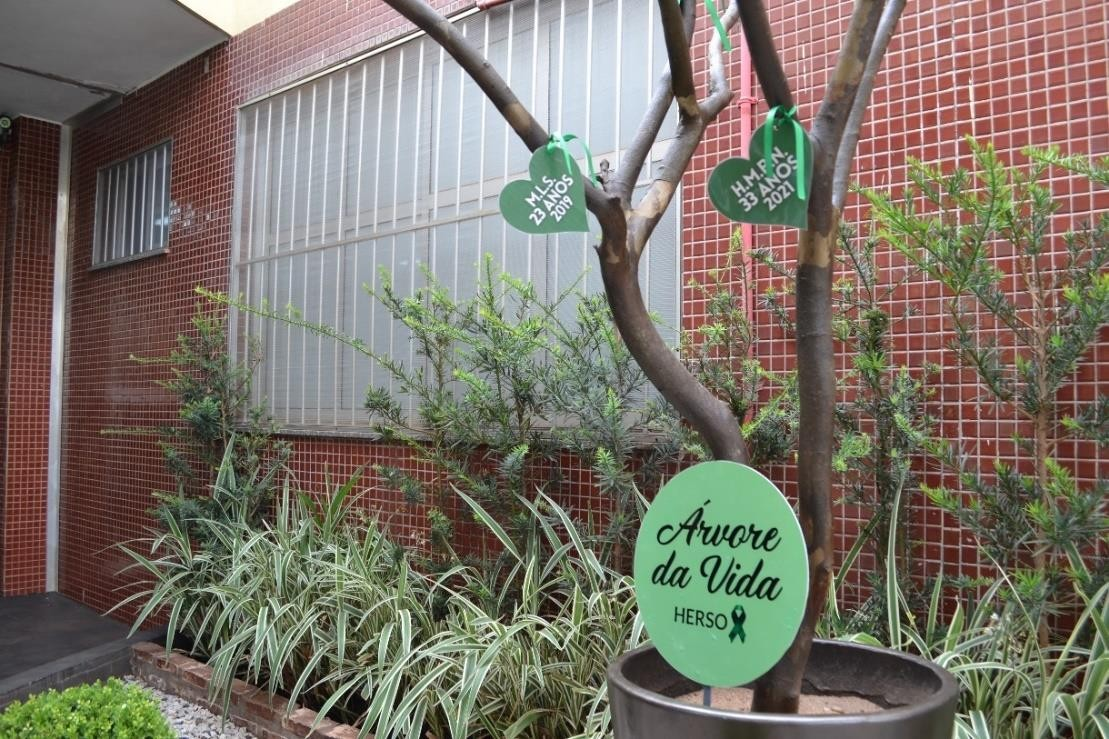 M.L.S.
23 ANOS
2019
H.M.P.N.
33 ANOS
2021
Árvore
da Vida
HERSO